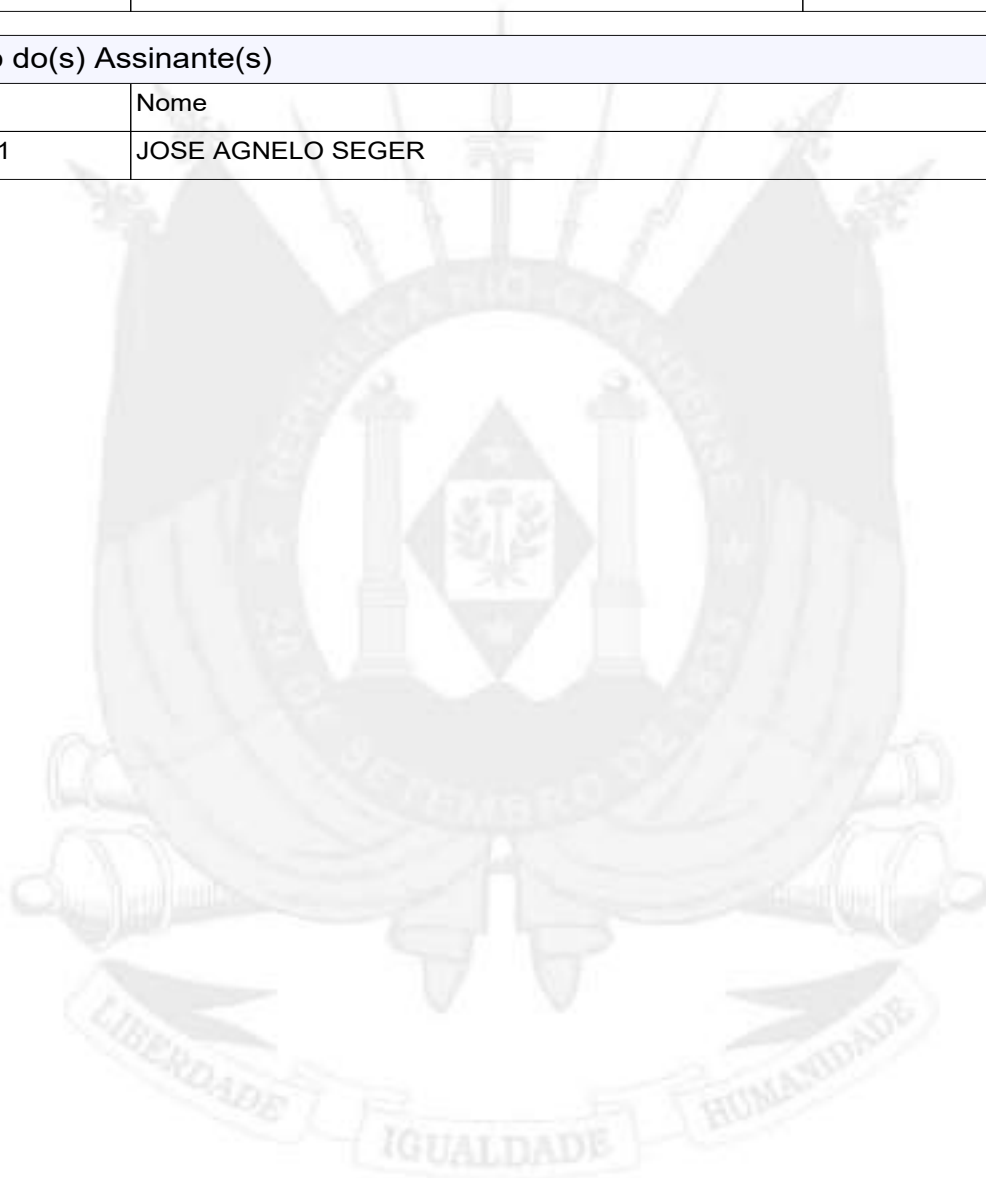 o do(s) Assinante(s)
Nome
1 JOSE AGNELO SEGER
REPUBLICA RIO-GRANDENSE
20 DE SETEMBRO DE 1835
LIBERDADE IGUALDADE HUMANIDADE